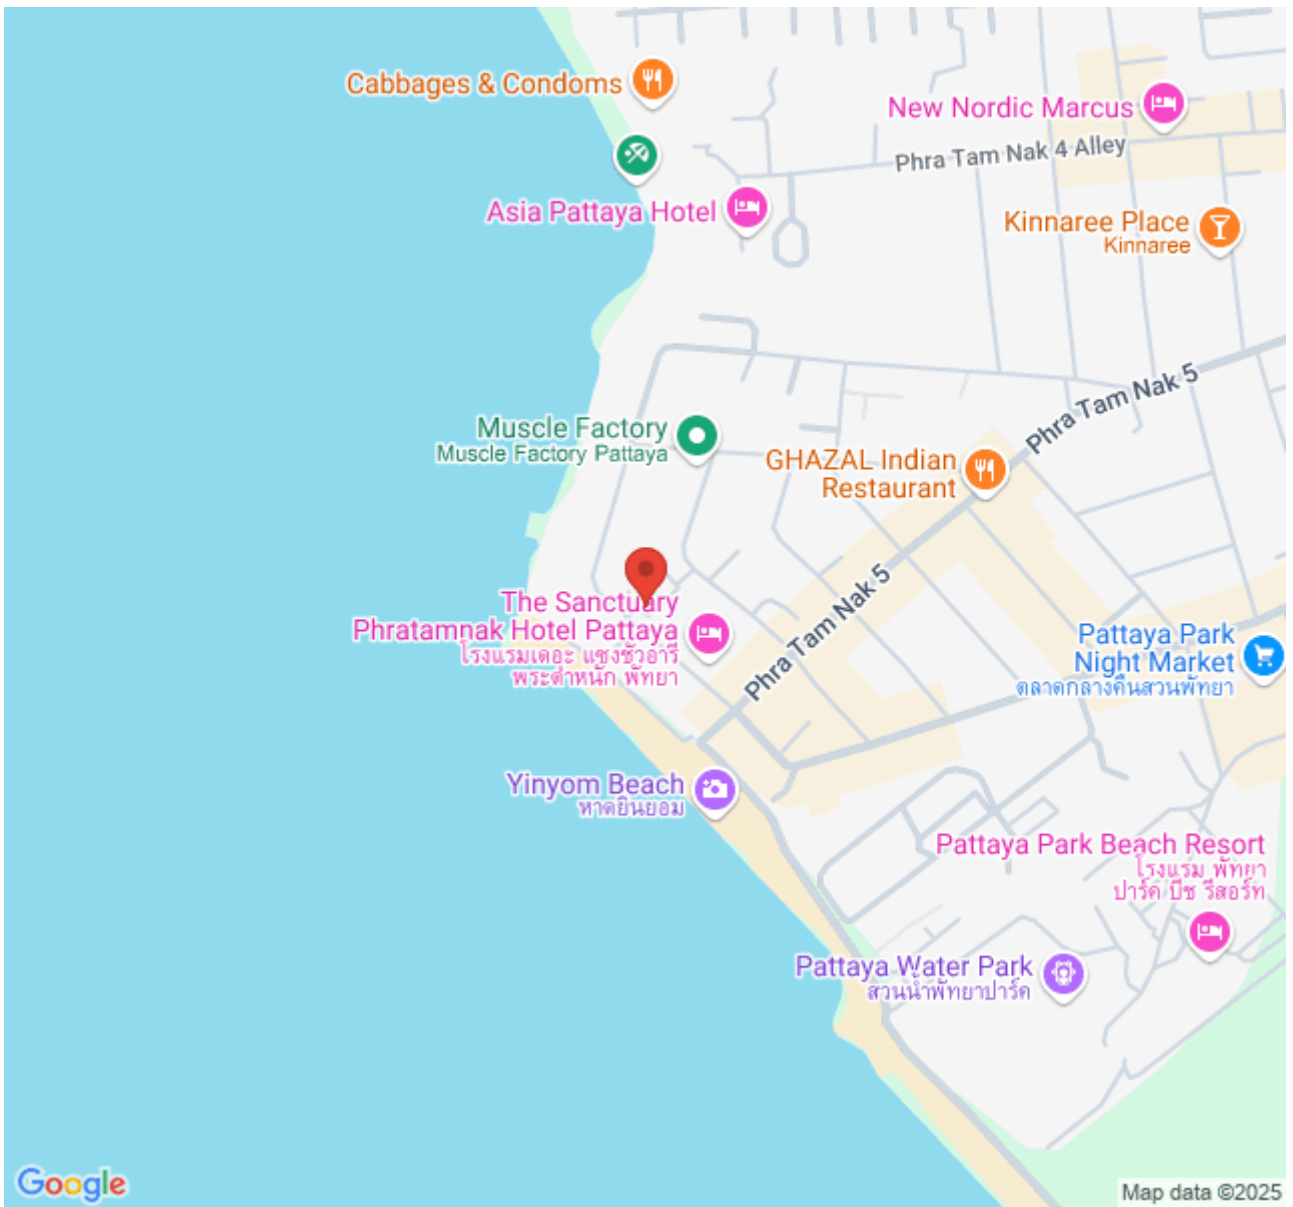 Cabbages & Condoms
New Nordic Marcus
Phra Tam Nak 4 Alley
Asia Pattaya Hotel
Kinnaree Place
Kinnaree
Phra Tam Nak 5
Muscle Factory
Muscle Factory Pattaya
GHAZAL Indian
Restaurant
Phra Tam Nak 5
The Sanctuary
Phratamnak Hotel Pattaya
โรงแรมเดอะ แซงชัวอารี
พระตำหนัก พัทยา
Pattaya Park
Night Market
ตลาดกลางคืนสวนพัทยา
Yinyom Beach
หาดยินยอม
Pattaya Park Beach Resort
โรงแรม พัทยา
ปาร์ค บีช รีสอร์ท
Pattaya Water Park
สวนน้ำพัทยาปาร์ค
Google
Map data ©2025